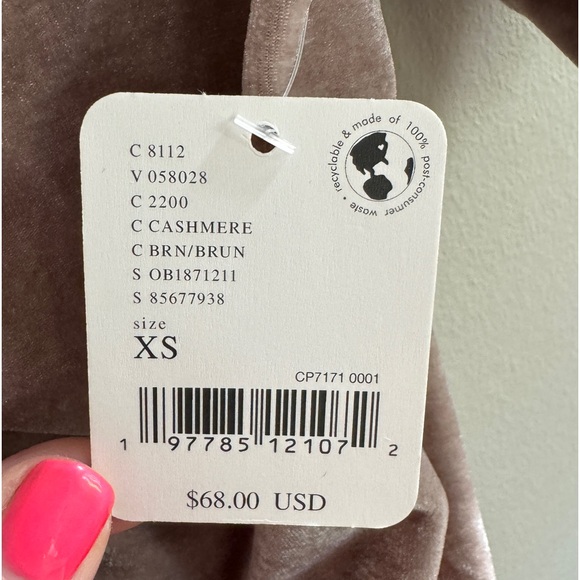 recyclable & made of 100% post-consumer waste •
C 8112
V 058028
C 2200
C CASHMERE
C BRN/BRUN
S OB1871211
S 85677938
size
XS
CP7171 0001
1 97785 12107 2
$68.00 USD